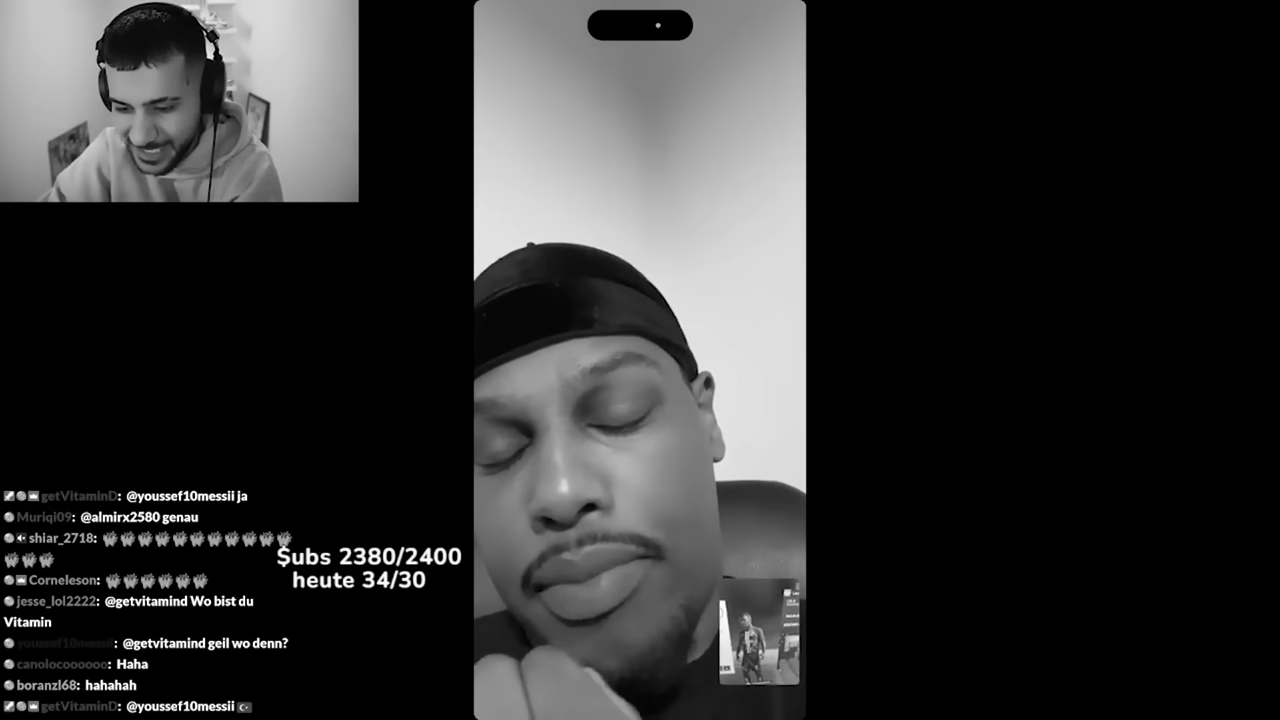 getVitaminD: @youssef10messii ja
Muriqi09: @almirx2580 genau
shiar_2718:
Corneleson:
jesse_lol2222: @getvitamind Wo bist du
Vitamin
youssef10messii: @getvitamind geil wo denn?
canolocoooooo: Haha
boranzl68: hahahah
getVitaminD: @youssef10messii
Subs 2380/2400
heute 34/30